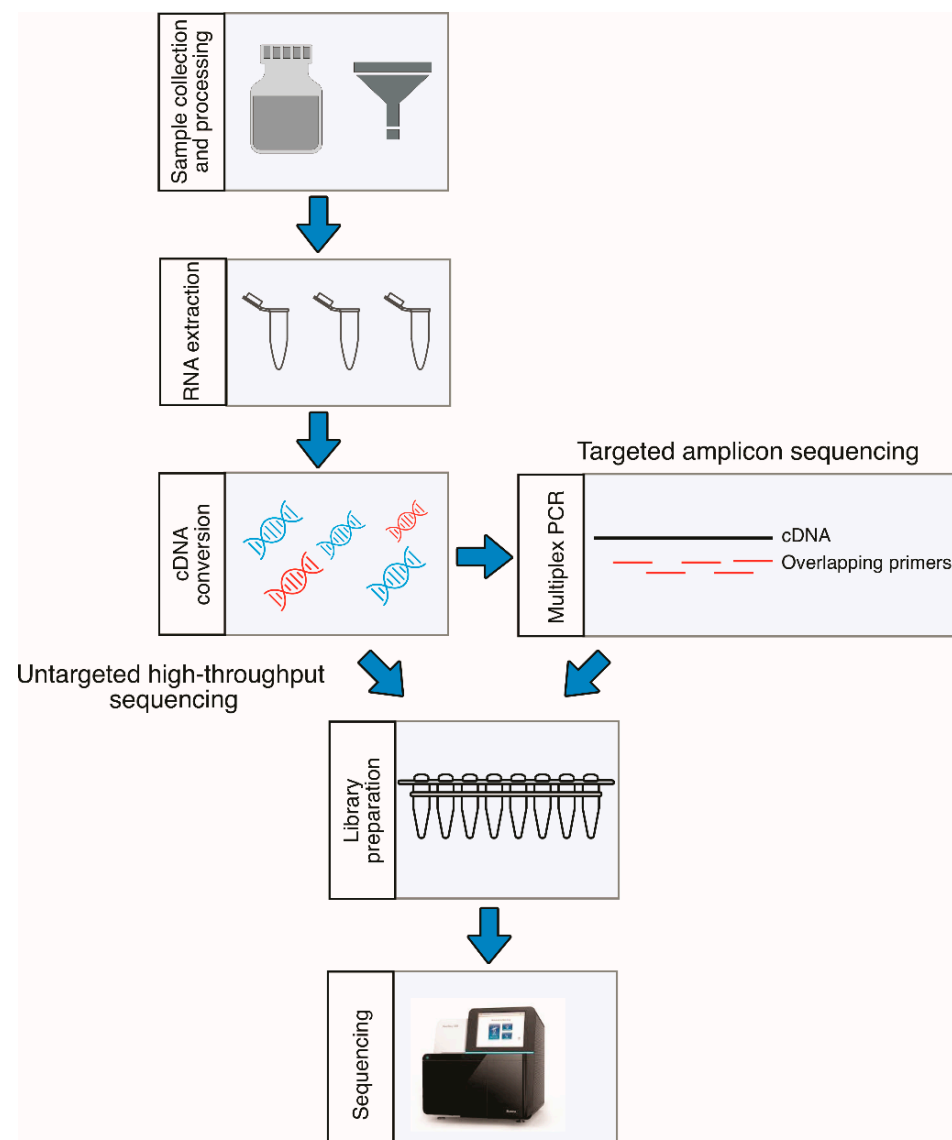 Sample collection
and processing
RNA extraction
cDNA
conversion
Targeted amplicon sequencing
Multiplex PCR
cDNA
Overlapping primers
Untargeted high-throughput
sequencing
Library
preparation
Sequencing